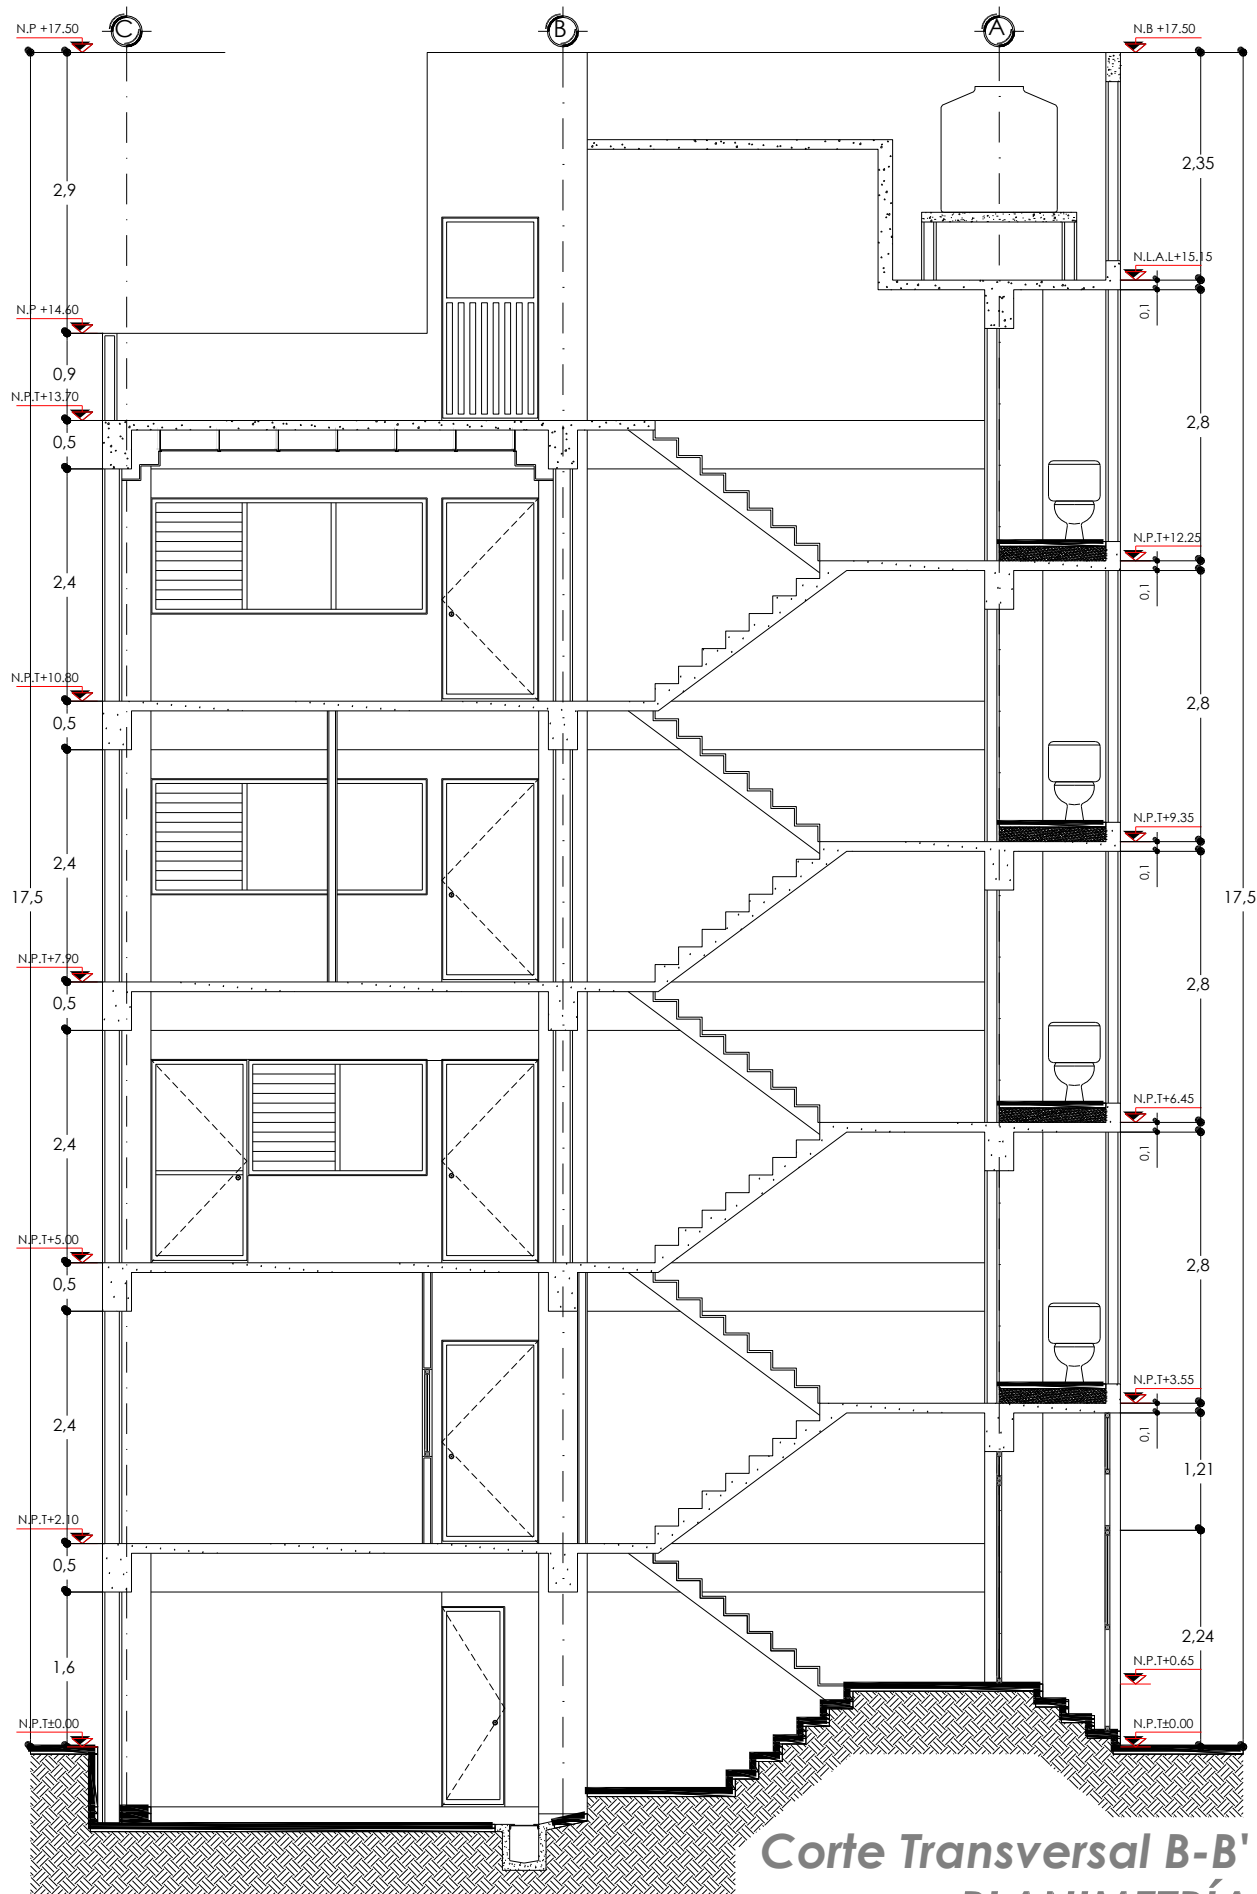 C
B
A
N.P +17.50
N.B +17.50
2,35
2,9
N.L.A.L+15.15
0,1
N.P +14.60
0,9
N.P.T+13.70
0,5
2,8
2,4
N.P.T+12.25
0,1
N.P.T+10.80
0,5
2,8
2,4
N.P.T+9.35
0,1
17,5
17,5
N.P.T+7.90
0,5
2,8
2,4
N.P.T+6.45
0,1
N.P.T+5.00
0,5
2,8
2,4
N.P.T+3.55
0,1
1,21
N.P.T+2.10
0,5
2,24
1,6
N.P.T+0.65
N.P.T±0.00
N.P.T±0.00
Corte Transversal B-B'
PLANIMETRÍA